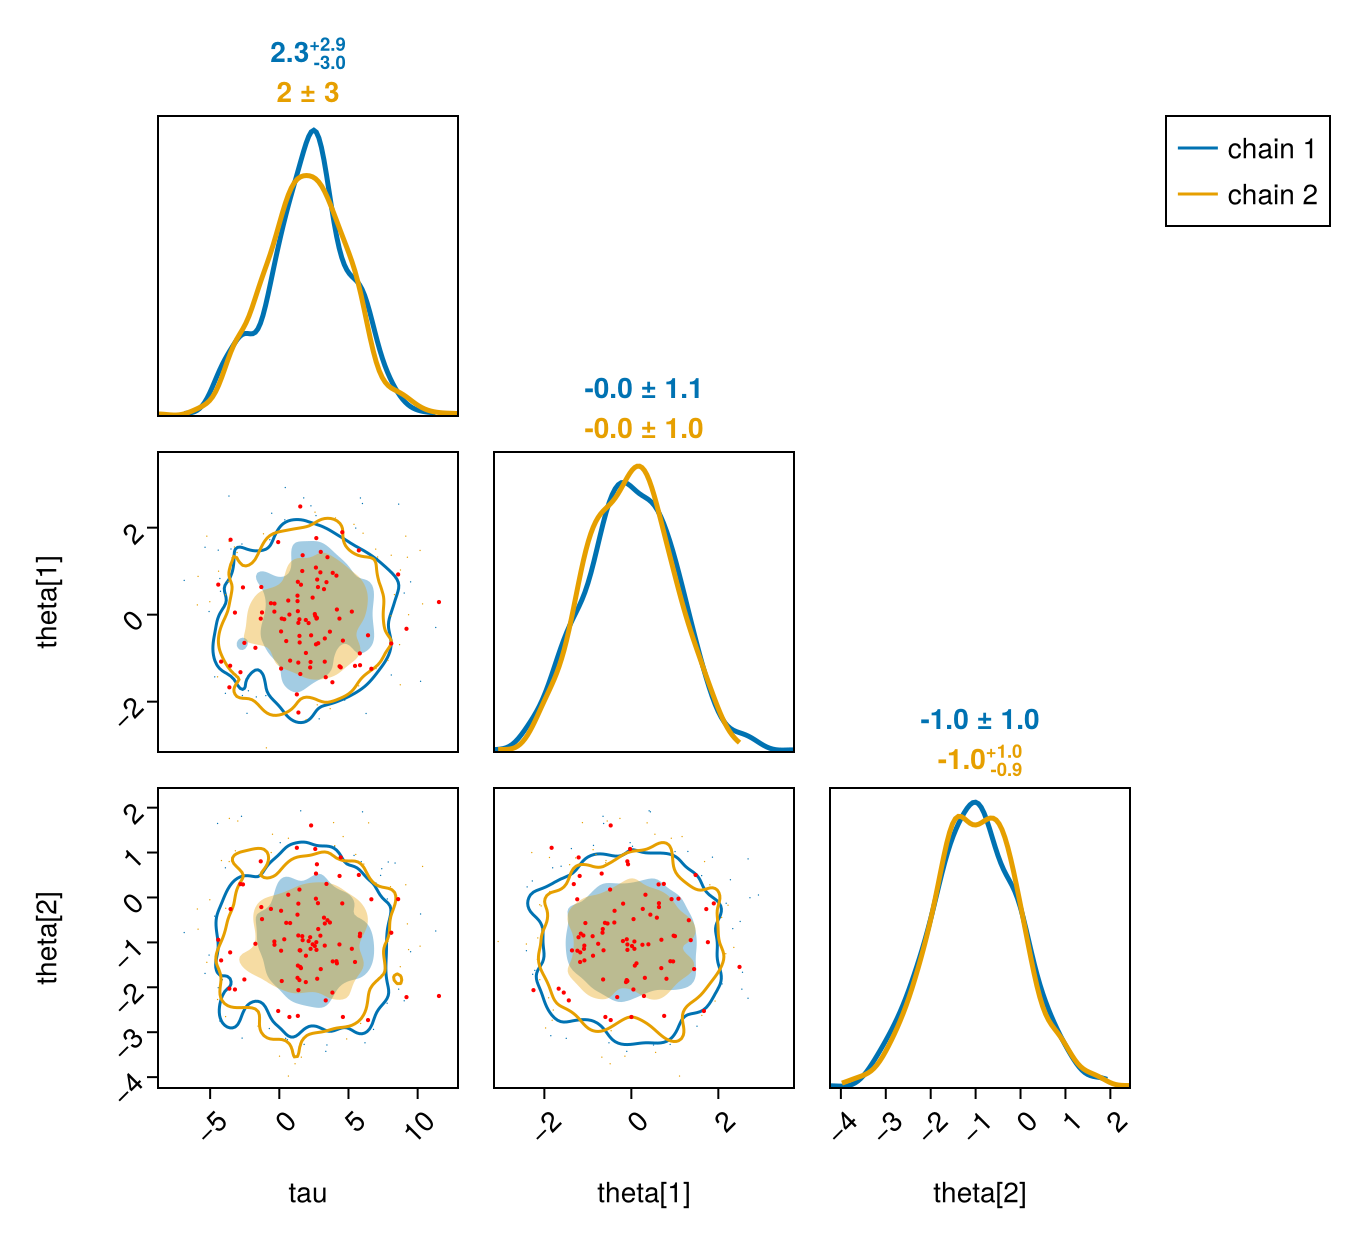 2.3+2.9-3.0
2 ± 3
chain 1
chain 2
-0.0 ± 1.1
-0.0 ± 1.0
theta[1]
2
0
−2
-1.0 ± 1.0
-1.0+1.0-0.9
theta[2]
2
1
0
−1
−2
−3
−4
−5 0 5 10
−2 0 2
−4 −3 −2 −1 0 1 2
tau theta[1] theta[2]